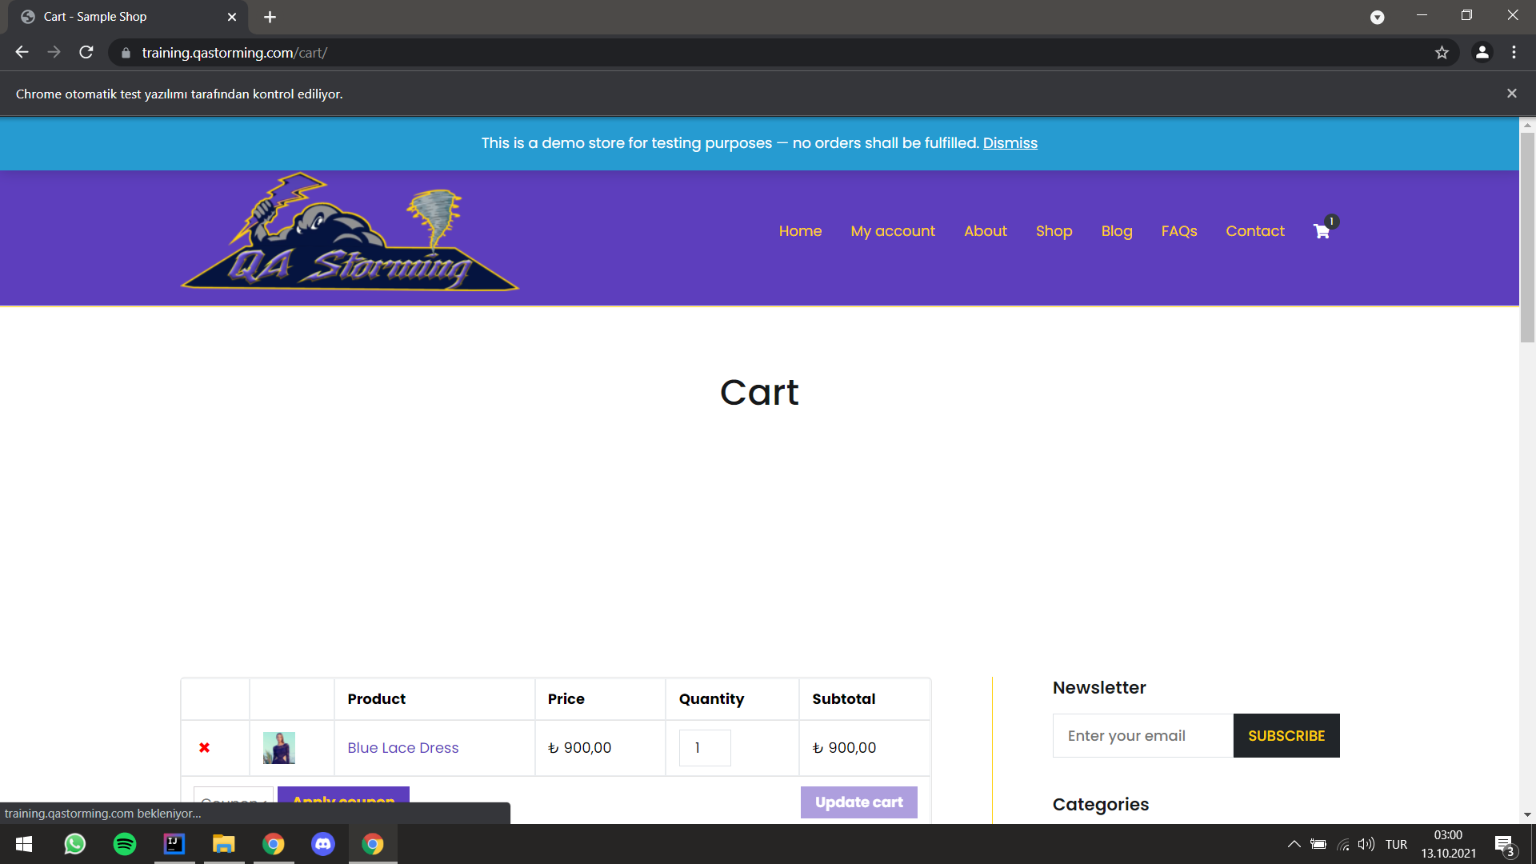 Cart - Sample Shop
training.qastorming.com/cart/
Chrome otomatik test yazılımı tarafından kontrol ediliyor.
This is a demo store for testing purposes — no orders shall be fulfilled. Dismiss
QA Storming
Home My account About Shop Blog FAQs Contact 1
Cart
Product Price Quantity Subtotal
Blue Lace Dress ₺ 900,00 1 ₺ 900,00
Apply coupon Update cart
Newsletter
Enter your email SUBSCRIBE
Categories
training.qastorming.com bekleniyor...
IJ
TUR
03:00
13.10.2021
3